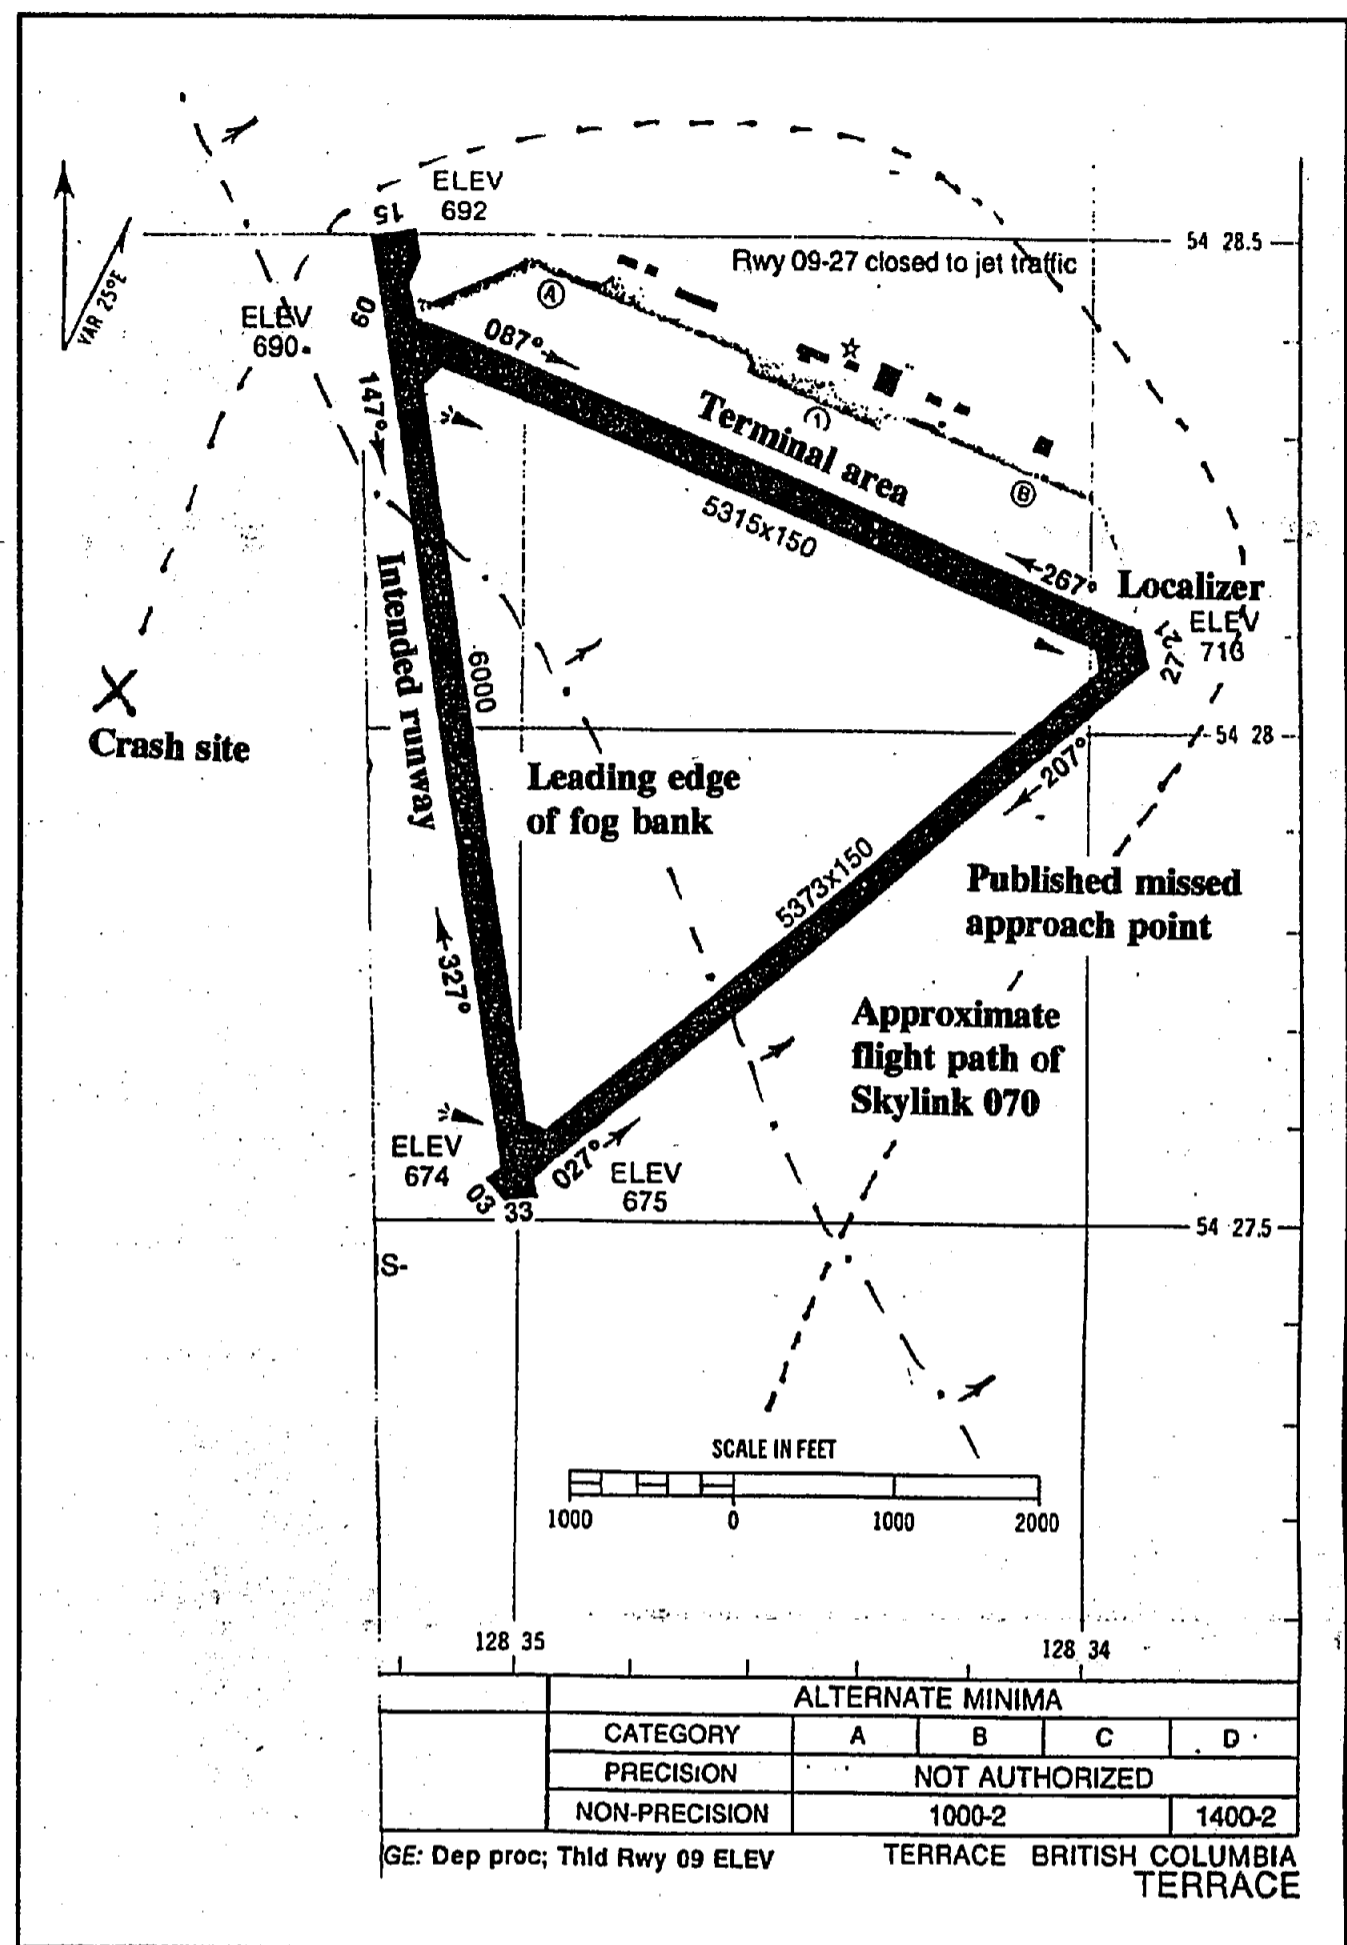 ELEV
692
15
54 28.5
Rwy 09-27 closed to jet traffic
VAR 25°E
A
09
ELEV
690
087°
147°
1
Terminal area
B
5315x150
267°
Localizer
ELEV
716
21
27
Intended runway
6000
Crash site
54 28
207°
Leading edge
of fog bank
5373x150
Published missed
approach point
327°
Approximate
flight path of
Skylink 070
ELEV
674
027°
ELEV
675
03
33
54 27.5
S-
SCALE IN FEET
1000 0 1000 2000
128 35 128 34
ALTERNATE MINIMA
CATEGORY A B C D
PRECISION NOT AUTHORIZED
NON-PRECISION 1000-2 1400-2
GE: Dep proc; Thld Rwy 09 ELEV TERRACE BRITISH COLUMBIA
TERRACE